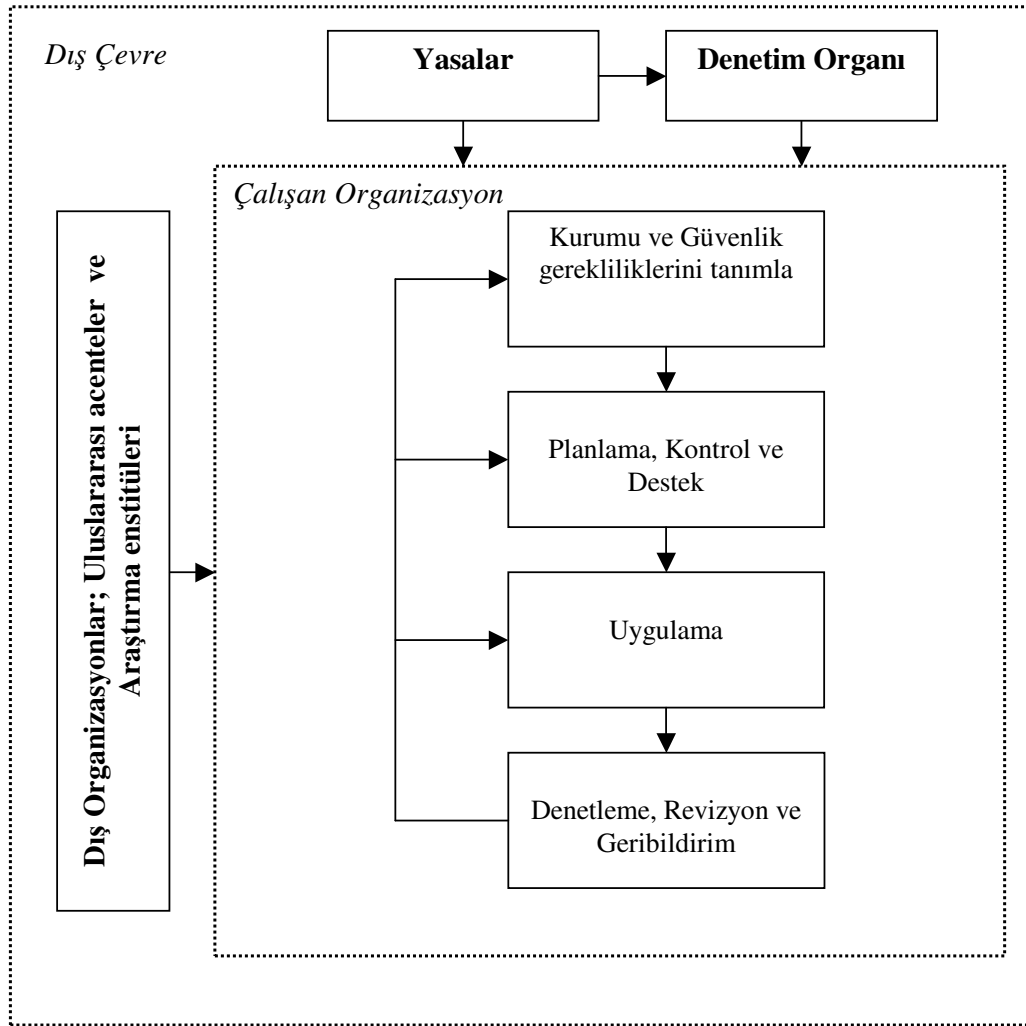 Dış Çevre
Yasalar
Denetim Organı
Çalışan Organizasyon
Dış Organizasyonlar; Uluslararası acenteler ve
Araştırma enstitüleri
Kurumu ve Güvenlik
gerekliliklerini tanımla
Planlama, Kontrol ve
Destek
Uygulama
Denetleme, Revizyon ve
Geribildirim